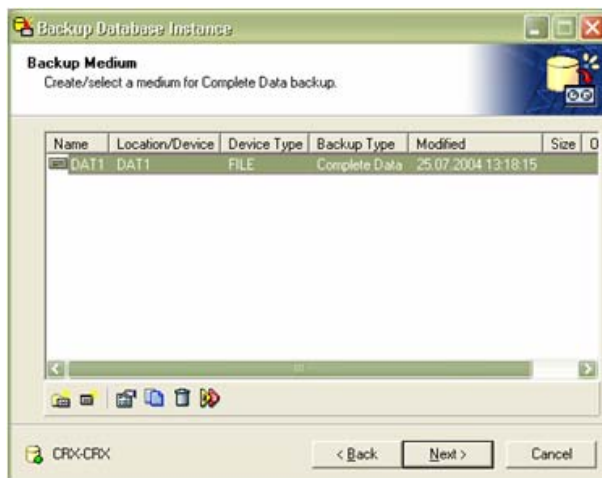 Backup Database Instance
Backup Medium
Create/select a medium for Complete Data backup.
Name Location/Device Device Type Backup Type Modified Size O
DAT1 DAT1 FILE Complete Data 25.07.2004 13:18:15
CRX-CRX < Back Next > Cancel